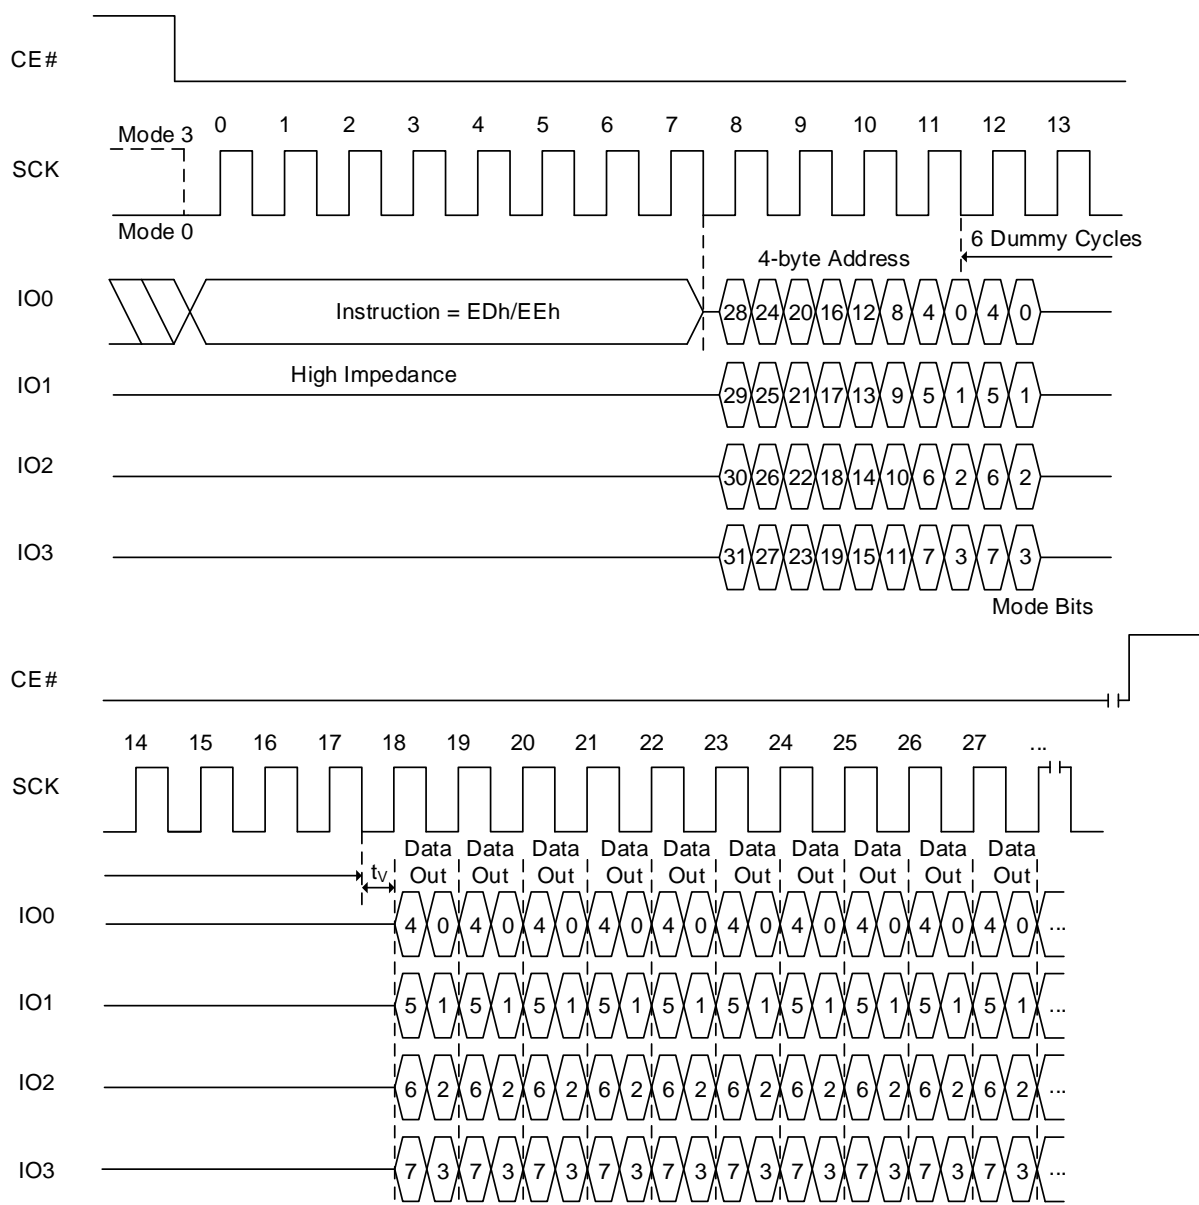 CE#
Mode 3 0 1 2 3 4 5 6 7 8 9 10 11 12 13
SCK
Mode 0
6 Dummy Cycles
4-byte Address
IO0 Instruction = EDh/EEh 28 24 20 16 12 8 4 0 4 0
High Impedance
IO1 29 25 21 17 13 9 5 1 5 1
IO2 30 26 22 18 14 10 6 2 6 2
IO3 31 27 23 19 15 11 7 3 7 3
Mode Bits
CE#
14 15 16 17 18 19 20 21 22 23 24 25 26 27 ...
SCK
Data Data Data Data Data Data Data Data Data Data
tV Out Out Out Out Out Out Out Out Out Out
IO0 4 0 4 0 4 0 4 0 4 0 4 0 4 0 4 0 4 0 4 0 ...
IO1 5 1 5 1 5 1 5 1 5 1 5 1 5 1 5 1 5 1 5 1 ...
IO2 6 2 6 2 6 2 6 2 6 2 6 2 6 2 6 2 6 2 6 2 ...
IO3 7 3 7 3 7 3 7 3 7 3 7 3 7 3 7 3 7 3 7 3 ...